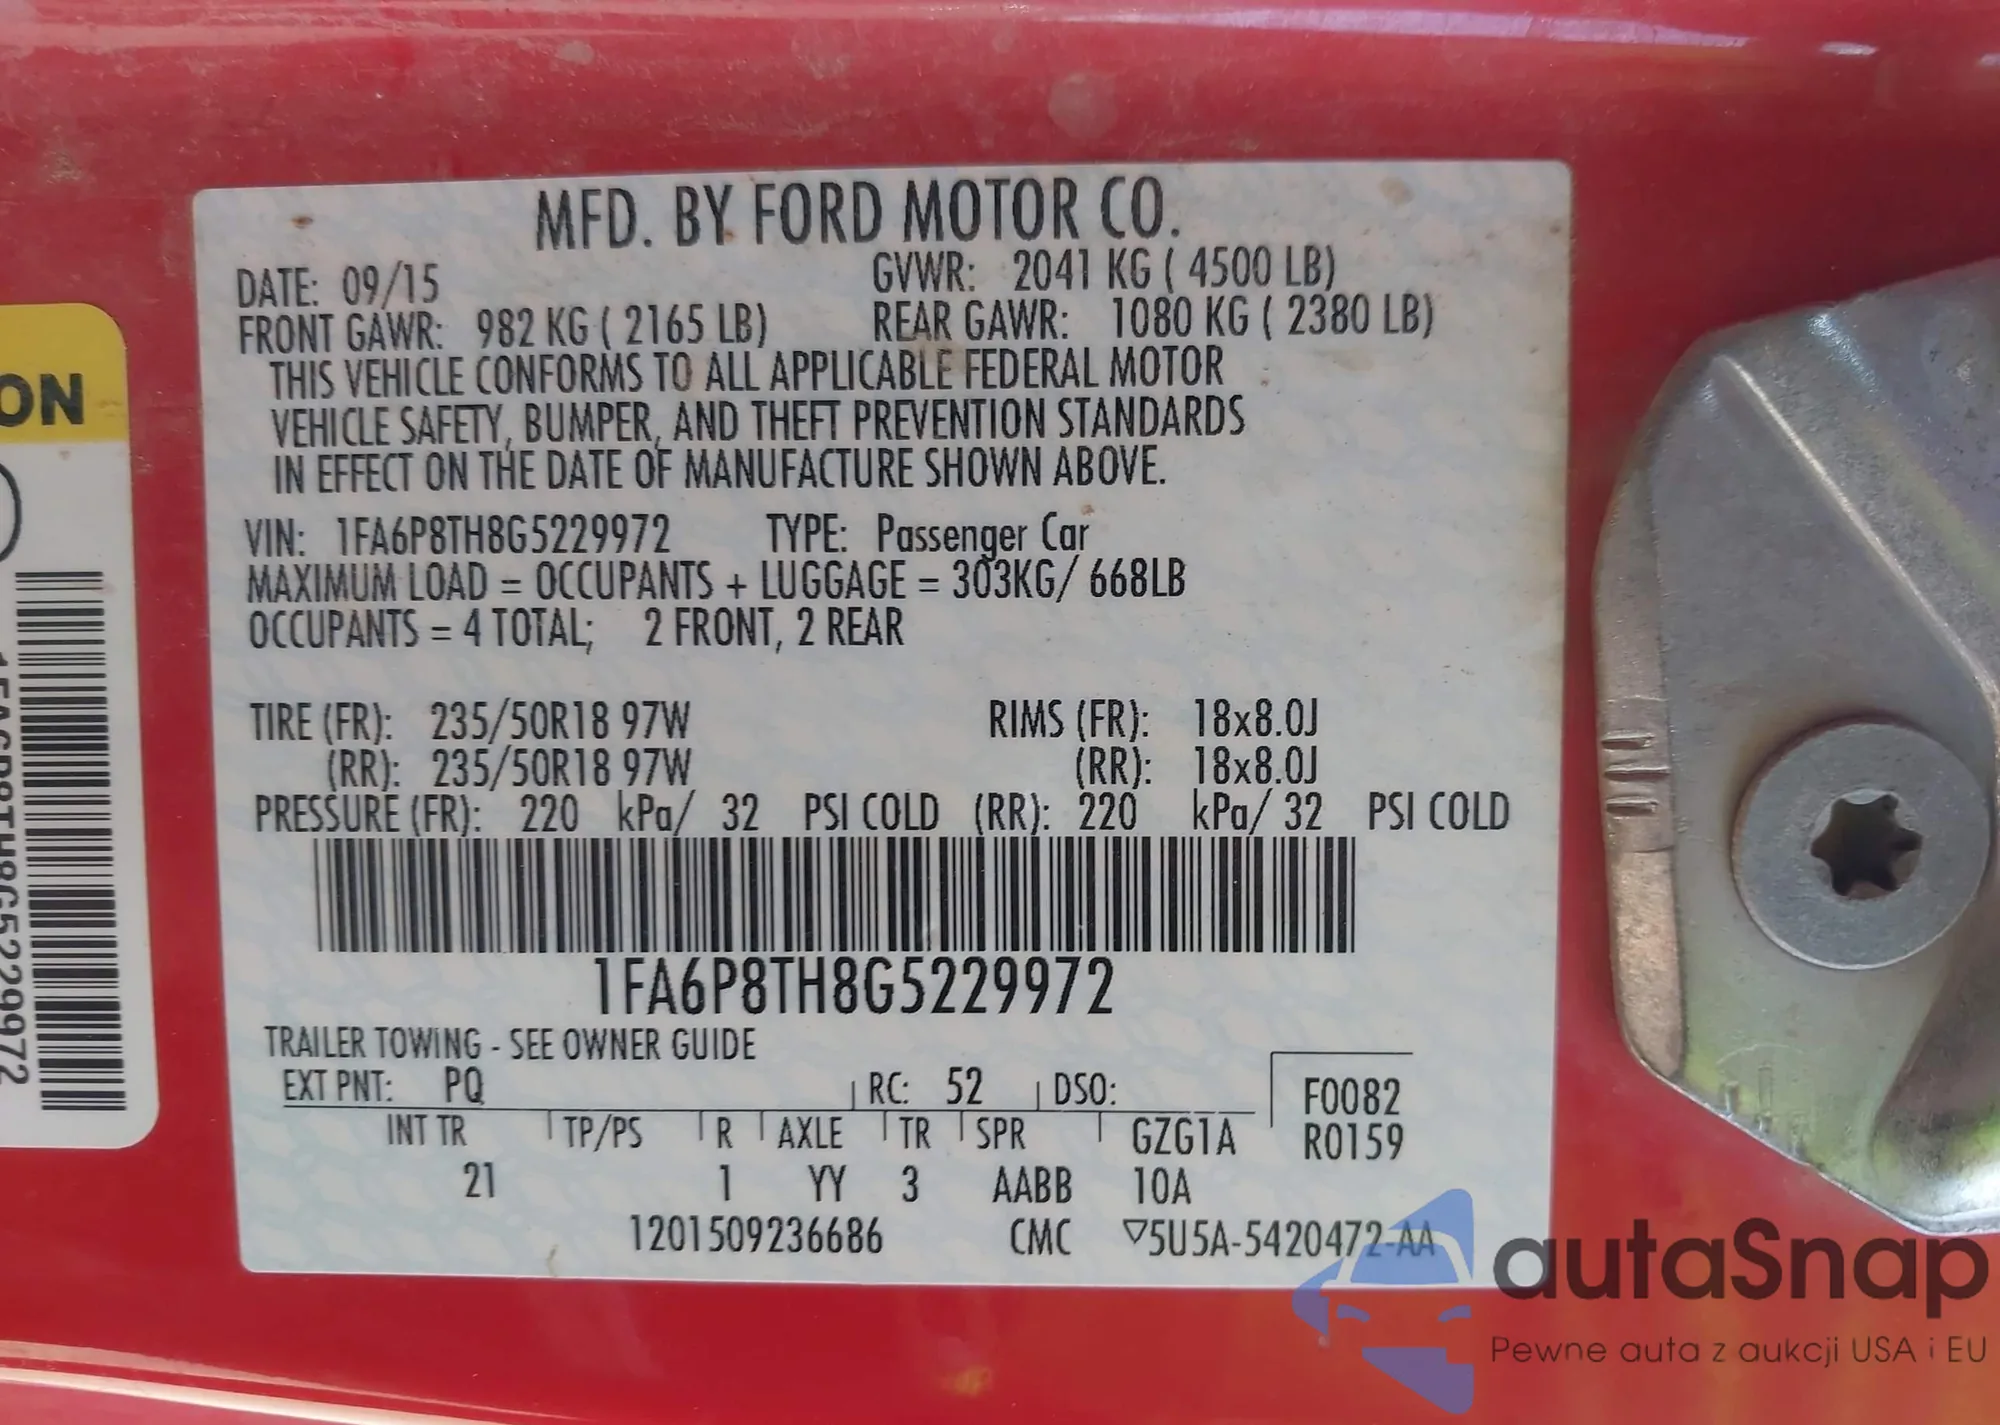 MFD. BY FORD MOTOR CO.
DATE: 09/15 GVWR: 2041 KG ( 4500 LB)
FRONT GAWR: 982 KG ( 2165 LB) REAR GAWR: 1080 KG ( 2380 LB)
THIS VEHICLE CONFORMS TO ALL APPLICABLE FEDERAL MOTOR
VEHICLE SAFETY, BUMPER, AND THEFT PREVENTION STANDARDS
IN EFFECT ON THE DATE OF MANUFACTURE SHOWN ABOVE.
VIN: 1FA6P8TH8G5229972 TYPE: Passenger Car
MAXIMUM LOAD = OCCUPANTS + LUGGAGE = 303KG/ 668LB
OCCUPANTS = 4 TOTAL; 2 FRONT, 2 REAR
TIRE (FR): 235/50R18 97W RIMS (FR): 18x8.0J
(RR): 235/50R18 97W (RR): 18x8.0J
PRESSURE (FR): 220 kPa/ 32 PSI COLD (RR): 220 kPa/ 32 PSI COLD
1FA6P8TH8G5229972
TRAILER TOWING - SEE OWNER GUIDE
EXT PNT: PQ RC: 52 DSO: F0082
INT TR TP/PS R AXLE TR SPR GZG1A R0159
21 1 YY 3 AABB 10A
1201509236686 CMC ▽5U5A-5420472-AA
ON
1FA6P8TH8G5229972
autaSnap
Pewne auta z aukcji USA i EU